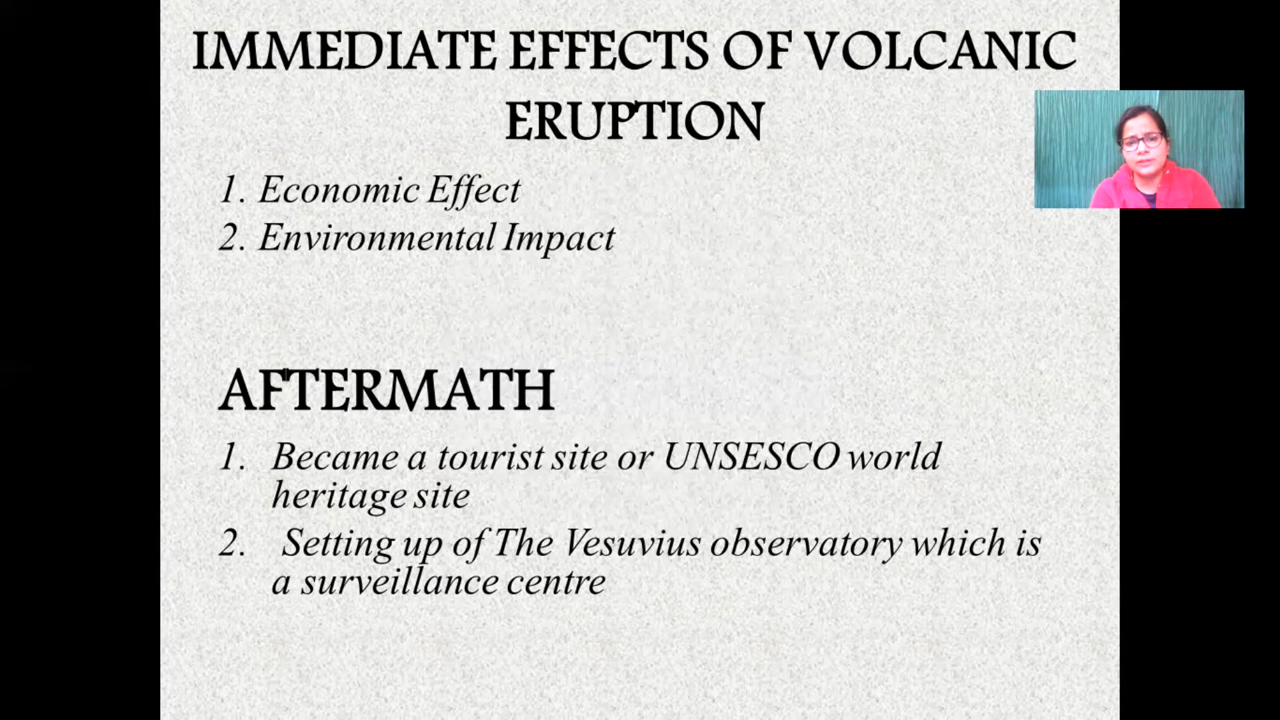 IMMEDIATE EFFECTS OF VOLCANIC
ERUPTION
1. Economic Effect
2. Environmental Impact
AFTERMATH
1. Became a tourist site or UNSESCO world
heritage site
2. Setting up of The Vesuvius observatory which is
a surveillance centre